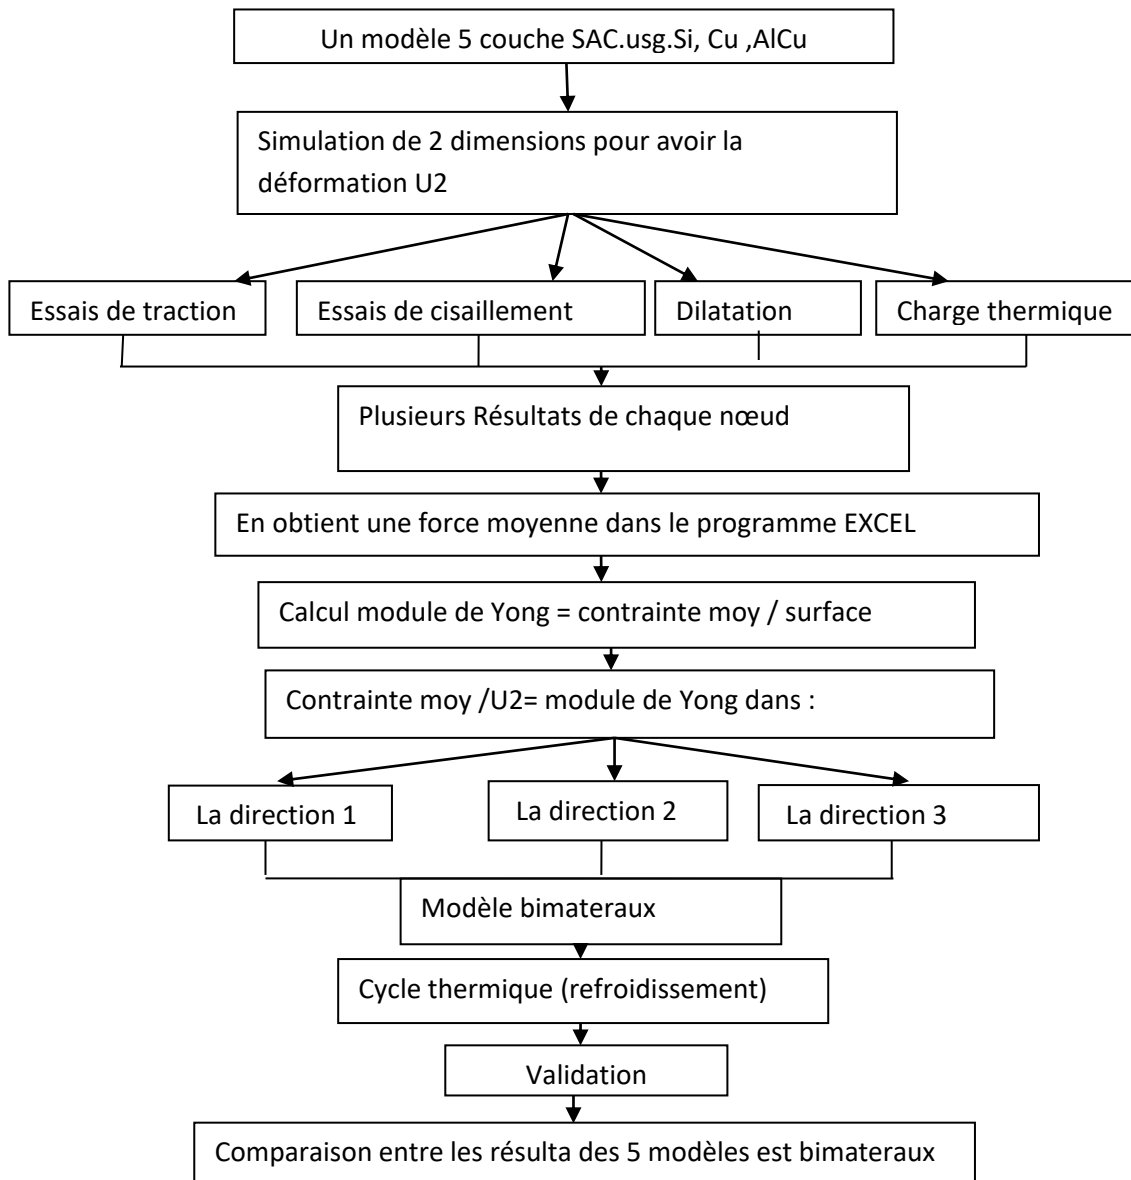 Un modèle 5 couche SAC.usg.Si, Cu ,AlCu
Simulation de 2 dimensions pour avoir la
déformation U2
Essais de traction
Essais de cisaillement
Dilatation
Charge thermique
Plusieurs Résultats de chaque nœud
En obtient une force moyenne dans le programme EXCEL
Calcul module de Yong = contrainte moy / surface
Contrainte moy /U2= module de Yong dans :
La direction 1
La direction 2
La direction 3
Modèle bimateraux
Cycle thermique (refroidissement)
Validation
Comparaison entre les résulta des 5 modèles est bimateraux